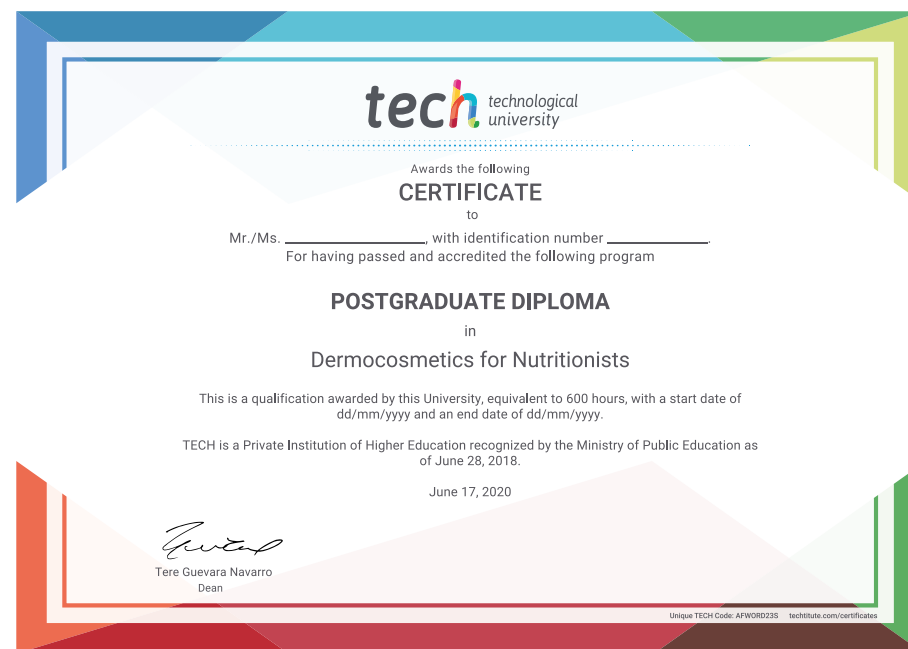 tech technological
university
Awards the following
CERTIFICATE
to
Mr./Ms. ____________________, with identification number ______________.
For having passed and accredited the following program
POSTGRADUATE DIPLOMA
in
Dermocosmetics for Nutritionists
This is a qualification awarded by this University, equivalent to 600 hours, with a start date of
dd/mm/yyyy and an end date of dd/mm/yyyy.
TECH is a Private Institution of Higher Education recognized by the Ministry of Public Education as
of June 28, 2018.
June 17, 2020
Tere Guevara Navarro
Dean
Unique TECH Code: AFWORD23S techtitute.com/certificates